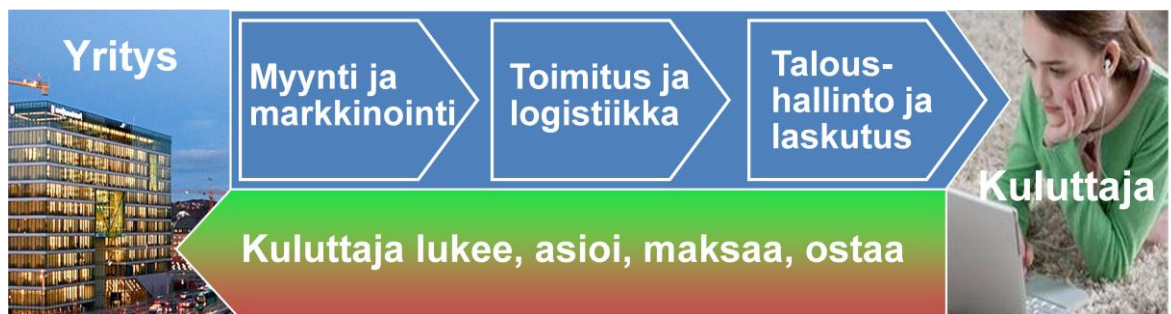 Yritys
Myynti ja
markkinointi
Toimitus ja
logistiikka
Talous-
hallinto ja
laskutus
Kuluttaja
Kuluttaja lukee, asioi, maksaa, ostaa